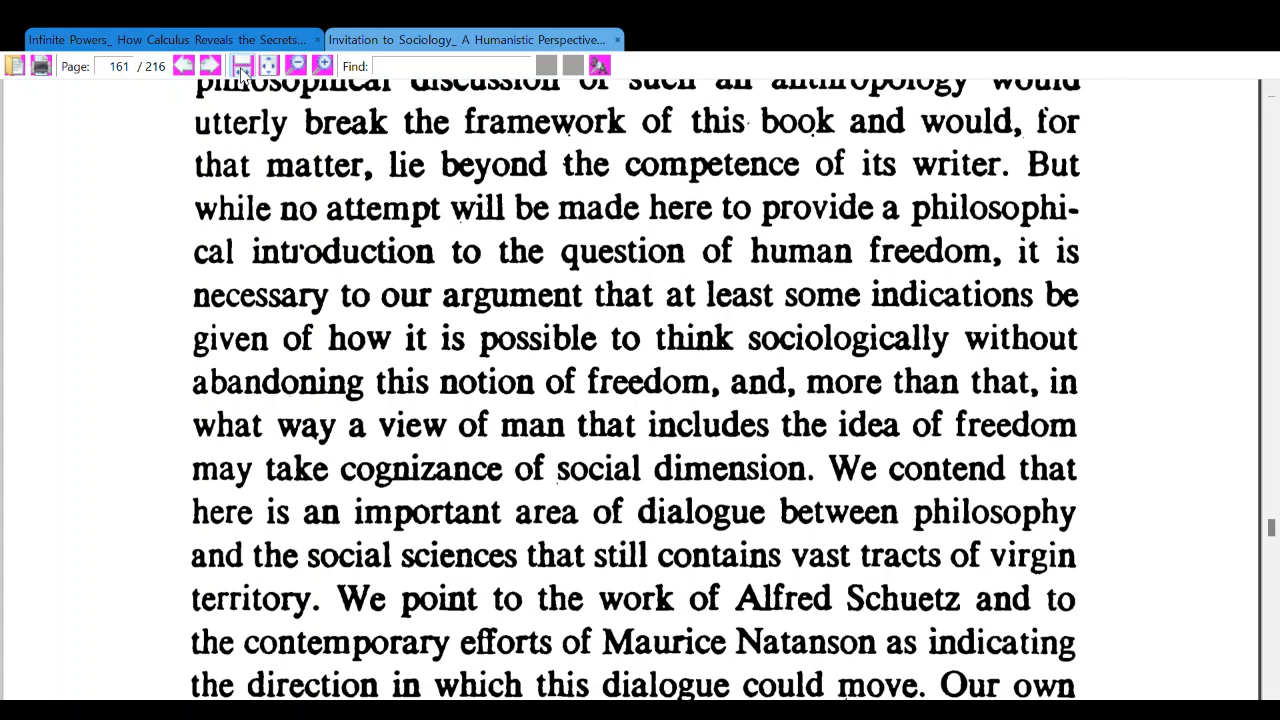 Infinite Powers_ How Calculus Reveals the Secrets... × Invitation to Sociology_ A Humanistic Perspective... ×
Page: 161 / 216 Find:
philosophical discussion of such an anthropology would
utterly break the framework of this book and would, for
that matter, lie beyond the competence of its writer. But
while no attempt will be made here to provide a philosophi-
cal introduction to the question of human freedom, it is
necessary to our argument that at least some indications be
given of how it is possible to think sociologically without
abandoning this notion of freedom, and, more than that, in
what way a view of man that includes the idea of freedom
may take cognizance of social dimension. We contend that
here is an important area of dialogue between philosophy
and the social sciences that still contains vast tracts of virgin
territory. We point to the work of Alfred Schuetz and to
the contemporary efforts of Maurice Natanson as indicating
the direction in which this dialogue could move. Our own